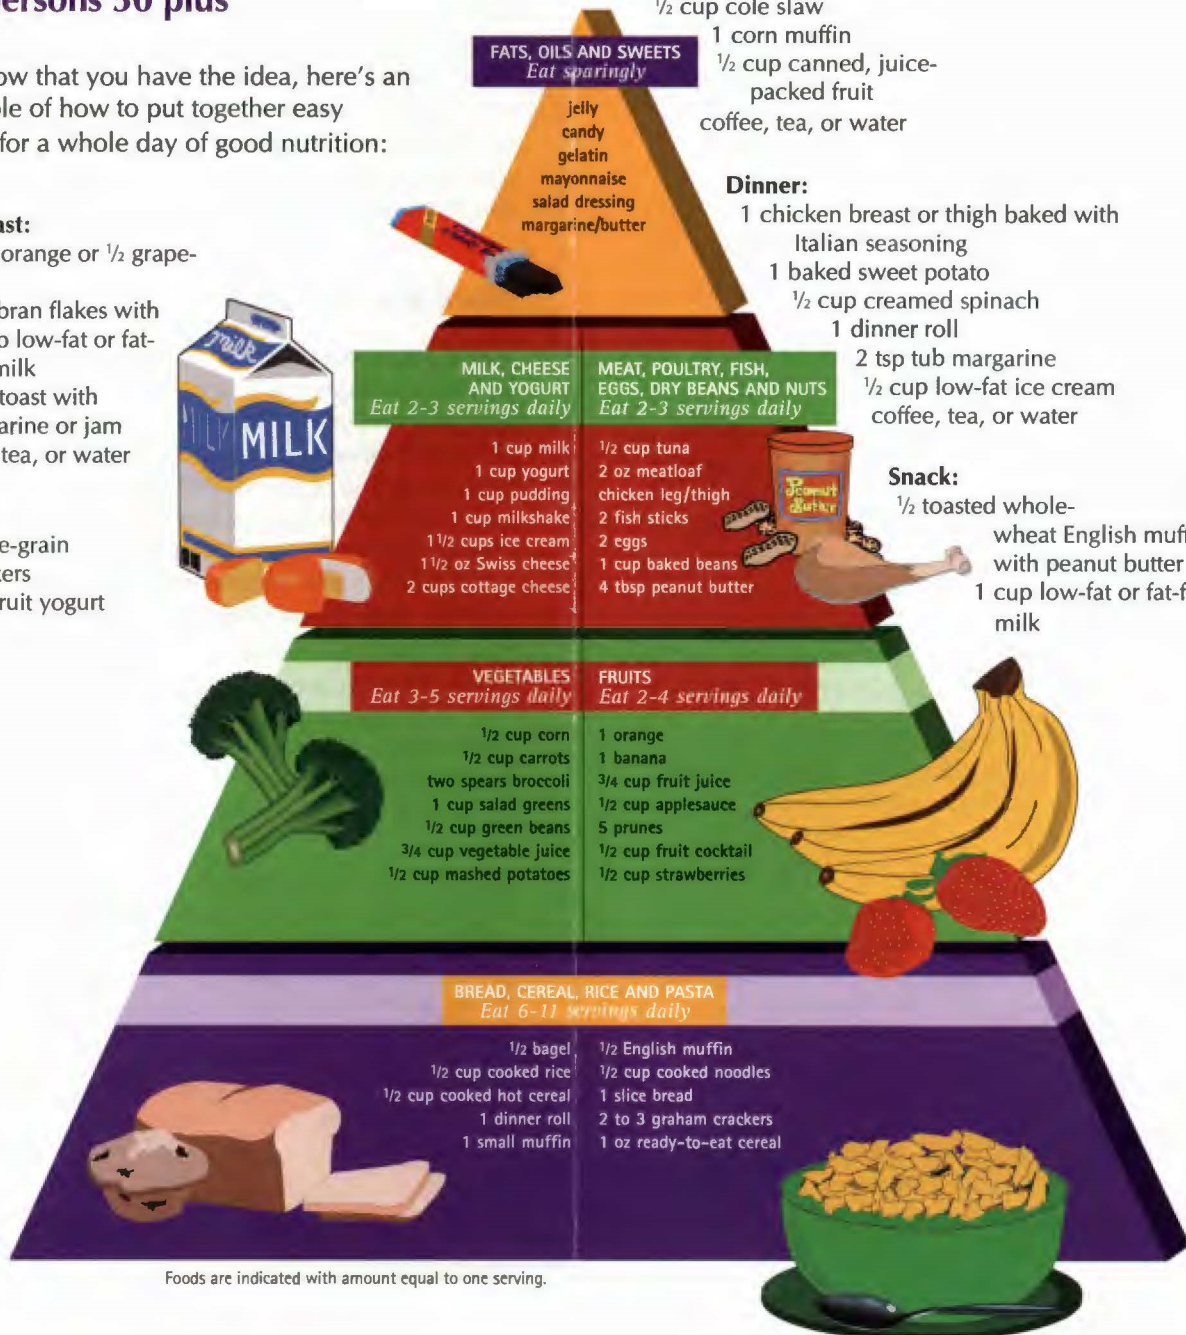 persons 50 plus
ow that you have the idea, here's an
ple of how to put together easy
for a whole day of good nutrition:
ast:
orange or 1/2 grape-
bran flakes with
p low-fat or fat-
milk
toast with
arine or jam
tea, or water
e-grain
kers
ruit yogurt
1/2 cup cole slaw
1 corn muffin
1/2 cup canned, juice-
packed fruit
coffee, tea, or water
Dinner:
1 chicken breast or thigh baked with
Italian seasoning
1 baked sweet potato
1/2 cup creamed spinach
1 dinner roll
2 tsp tub margarine
1/2 cup low-fat ice cream
coffee, tea, or water
Snack:
1/2 toasted whole-
wheat English muff
with peanut butter
1 cup low-fat or fat-f
milk
FATS, OILS AND SWEETS
Eat sparingly
jelly
candy
gelatin
mayonnaise
salad dressing
margarine/butter
milk
MILK
MILK
MILK, CHEESE
AND YOGURT
Eat 2-3 servings daily
1 cup milk
1 cup yogurt
1 cup pudding
1 cup milkshake
1 1/2 cups ice cream
1 1/2 oz Swiss cheese
2 cups cottage cheese
MEAT, POULTRY, FISH,
EGGS, DRY BEANS AND NUTS
Eat 2-3 servings daily
1/2 cup tuna
2 oz meatloaf
chicken leg/thigh
2 fish sticks
2 eggs
1 cup baked beans
4 tbsp peanut butter
Peanut
Butter
VEGETABLES
Eat 3-5 servings daily
1/2 cup corn
1/2 cup carrots
two spears broccoli
1 cup salad greens
1/2 cup green beans
3/4 cup vegetable juice
1/2 cup mashed potatoes
FRUITS
Eat 2-4 servings daily
1 orange
1 banana
3/4 cup fruit juice
1/2 cup applesauce
5 prunes
1/2 cup fruit cocktail
1/2 cup strawberries
BREAD, CEREAL, RICE AND PASTA
Eat 6-11 servings daily
1/2 bagel
1/2 cup cooked rice
1/2 cup cooked hot cereal
1 dinner roll
1 small muffin
1/2 English muffin
1/2 cup cooked noodles
1 slice bread
2 to 3 graham crackers
1 oz ready-to-eat cereal
Foods are indicated with amount equal to one serving.